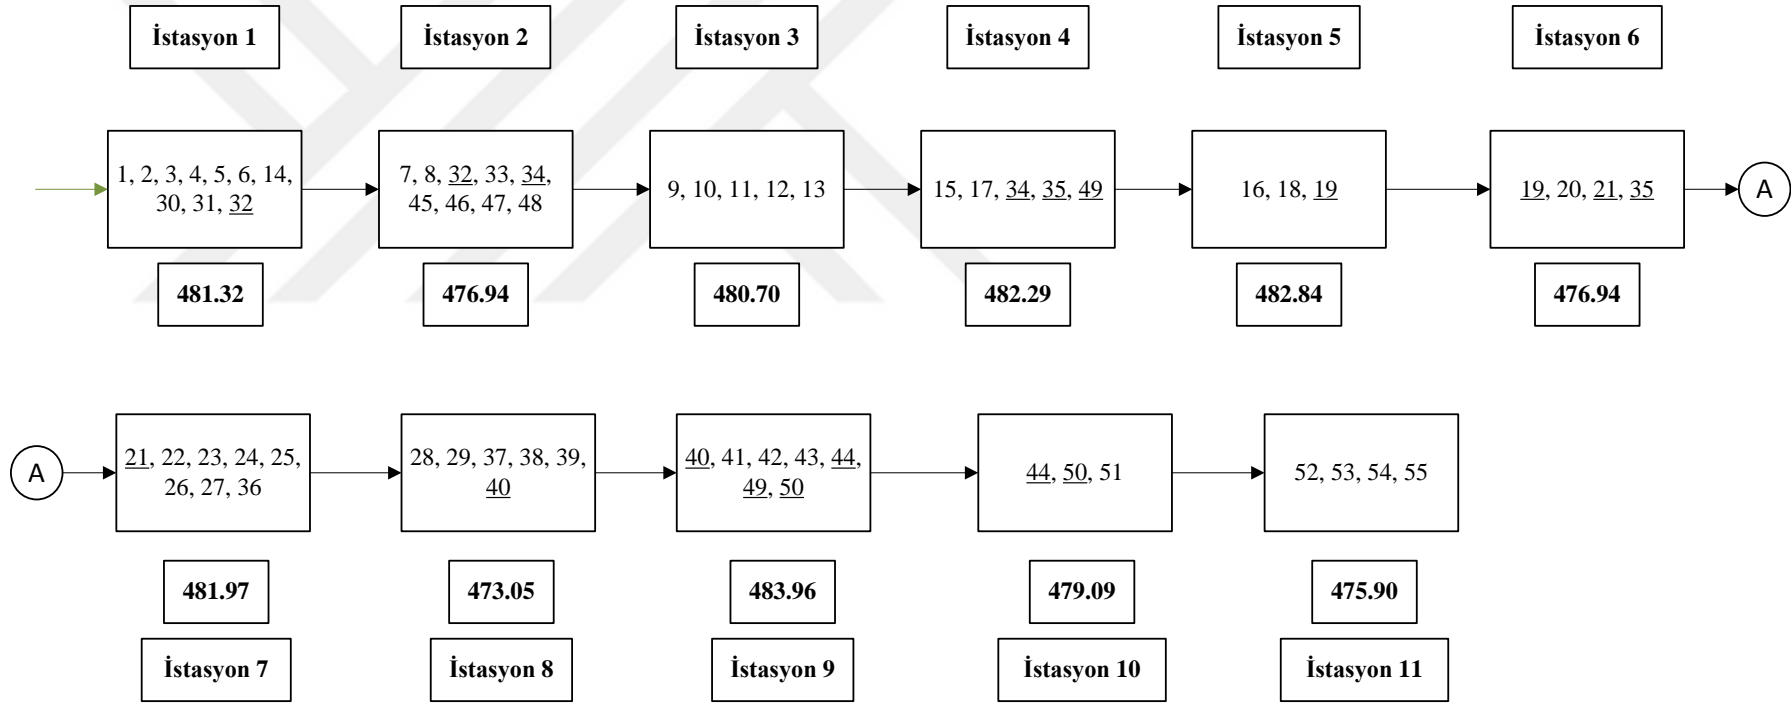 İstasyon 1
İstasyon 2
İstasyon 3
İstasyon 4
İstasyon 5
İstasyon 6
1, 2, 3, 4, 5, 6, 14,
30, 31, 32
7, 8, 32, 33, 34,
45, 46, 47, 48
9, 10, 11, 12, 13
15, 17, 34, 35, 49
16, 18, 19
19, 20, 21, 35
A
481.32
476.94
480.70
482.29
482.84
476.94
A
21, 22, 23, 24, 25,
26, 27, 36
28, 29, 37, 38, 39,
40
40, 41, 42, 43, 44,
49, 50
44, 50, 51
52, 53, 54, 55
481.97
473.05
483.96
479.09
475.90
İstasyon 7
İstasyon 8
İstasyon 9
İstasyon 10
İstasyon 11